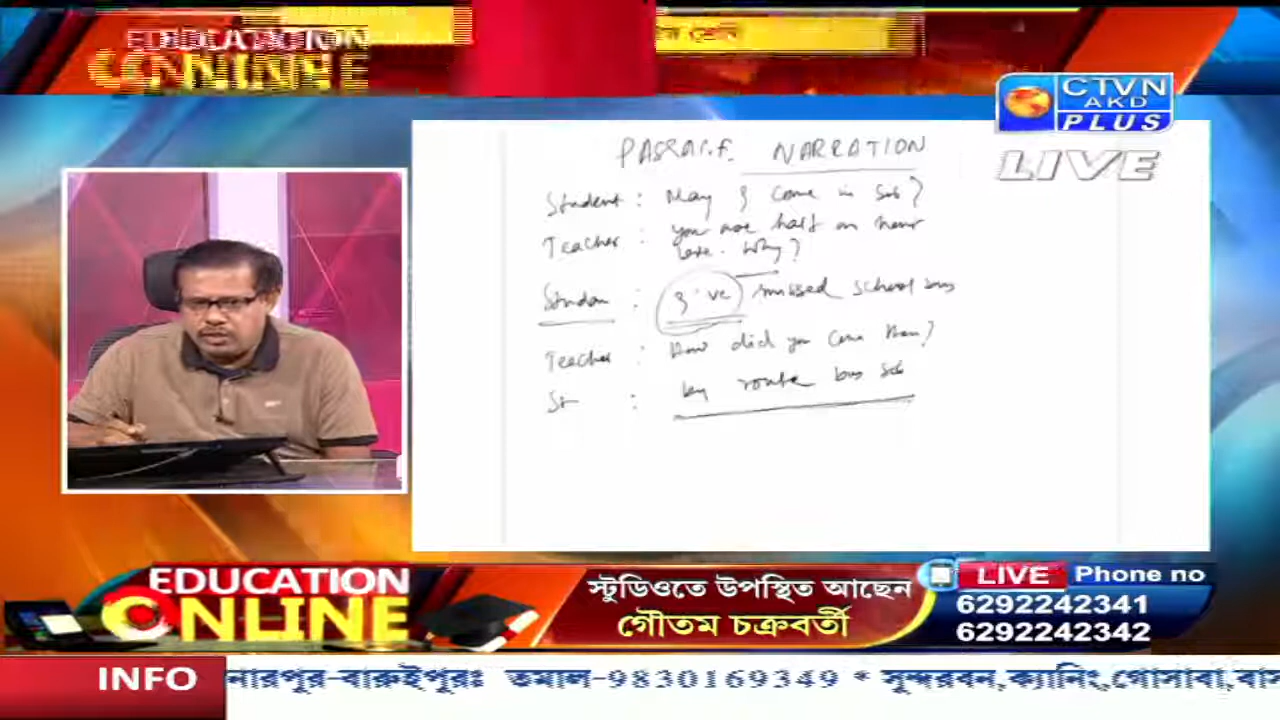 EDUCATION
CTVN
AKD
PLUS
LIVE
PASSAGE NARRATION
Student : May I come in Sir?
Teacher : you are half an hour
late. Why?
Student : I've missed school bus
Teacher : How did you come then?
St : by route bus Sir
EDUCATION
ONLINE
স্টুডিওতে উপস্থিত আছেন
গৌতম চক্রবর্তী
LIVE Phone no
6292242341
6292242342
INFO
নারপুর-বারুইপুরঃ তমাল-9830169349 * সুন্দরবন,ক্যানিং,গোসাবা,বাস